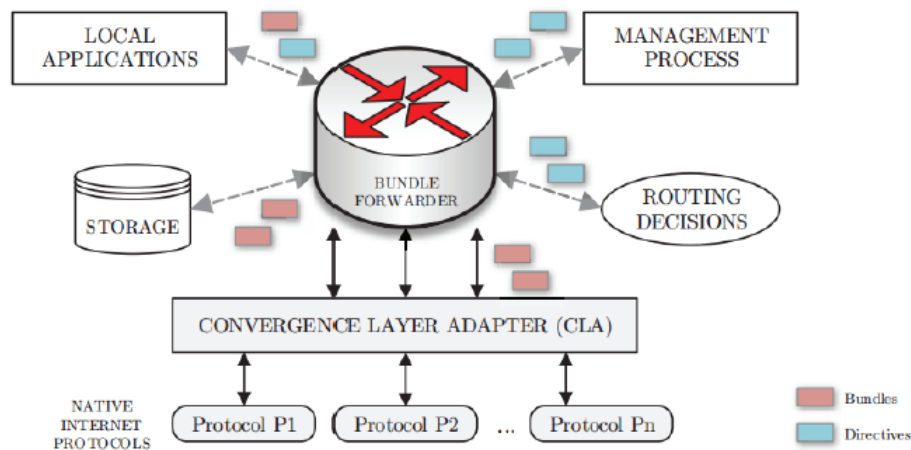 LOCAL
APPLICATIONS
MANAGEMENT
PROCESS
BUNDLE
FORWARDER
STORAGE
ROUTING
DECISIONS
CONVERGENCE LAYER ADAPTER (CLA)
NATIVE
INTERNET
PROTOCOLS
Protocol P1
Protocol P2
...
Protocol Pn
Bundles
Directives